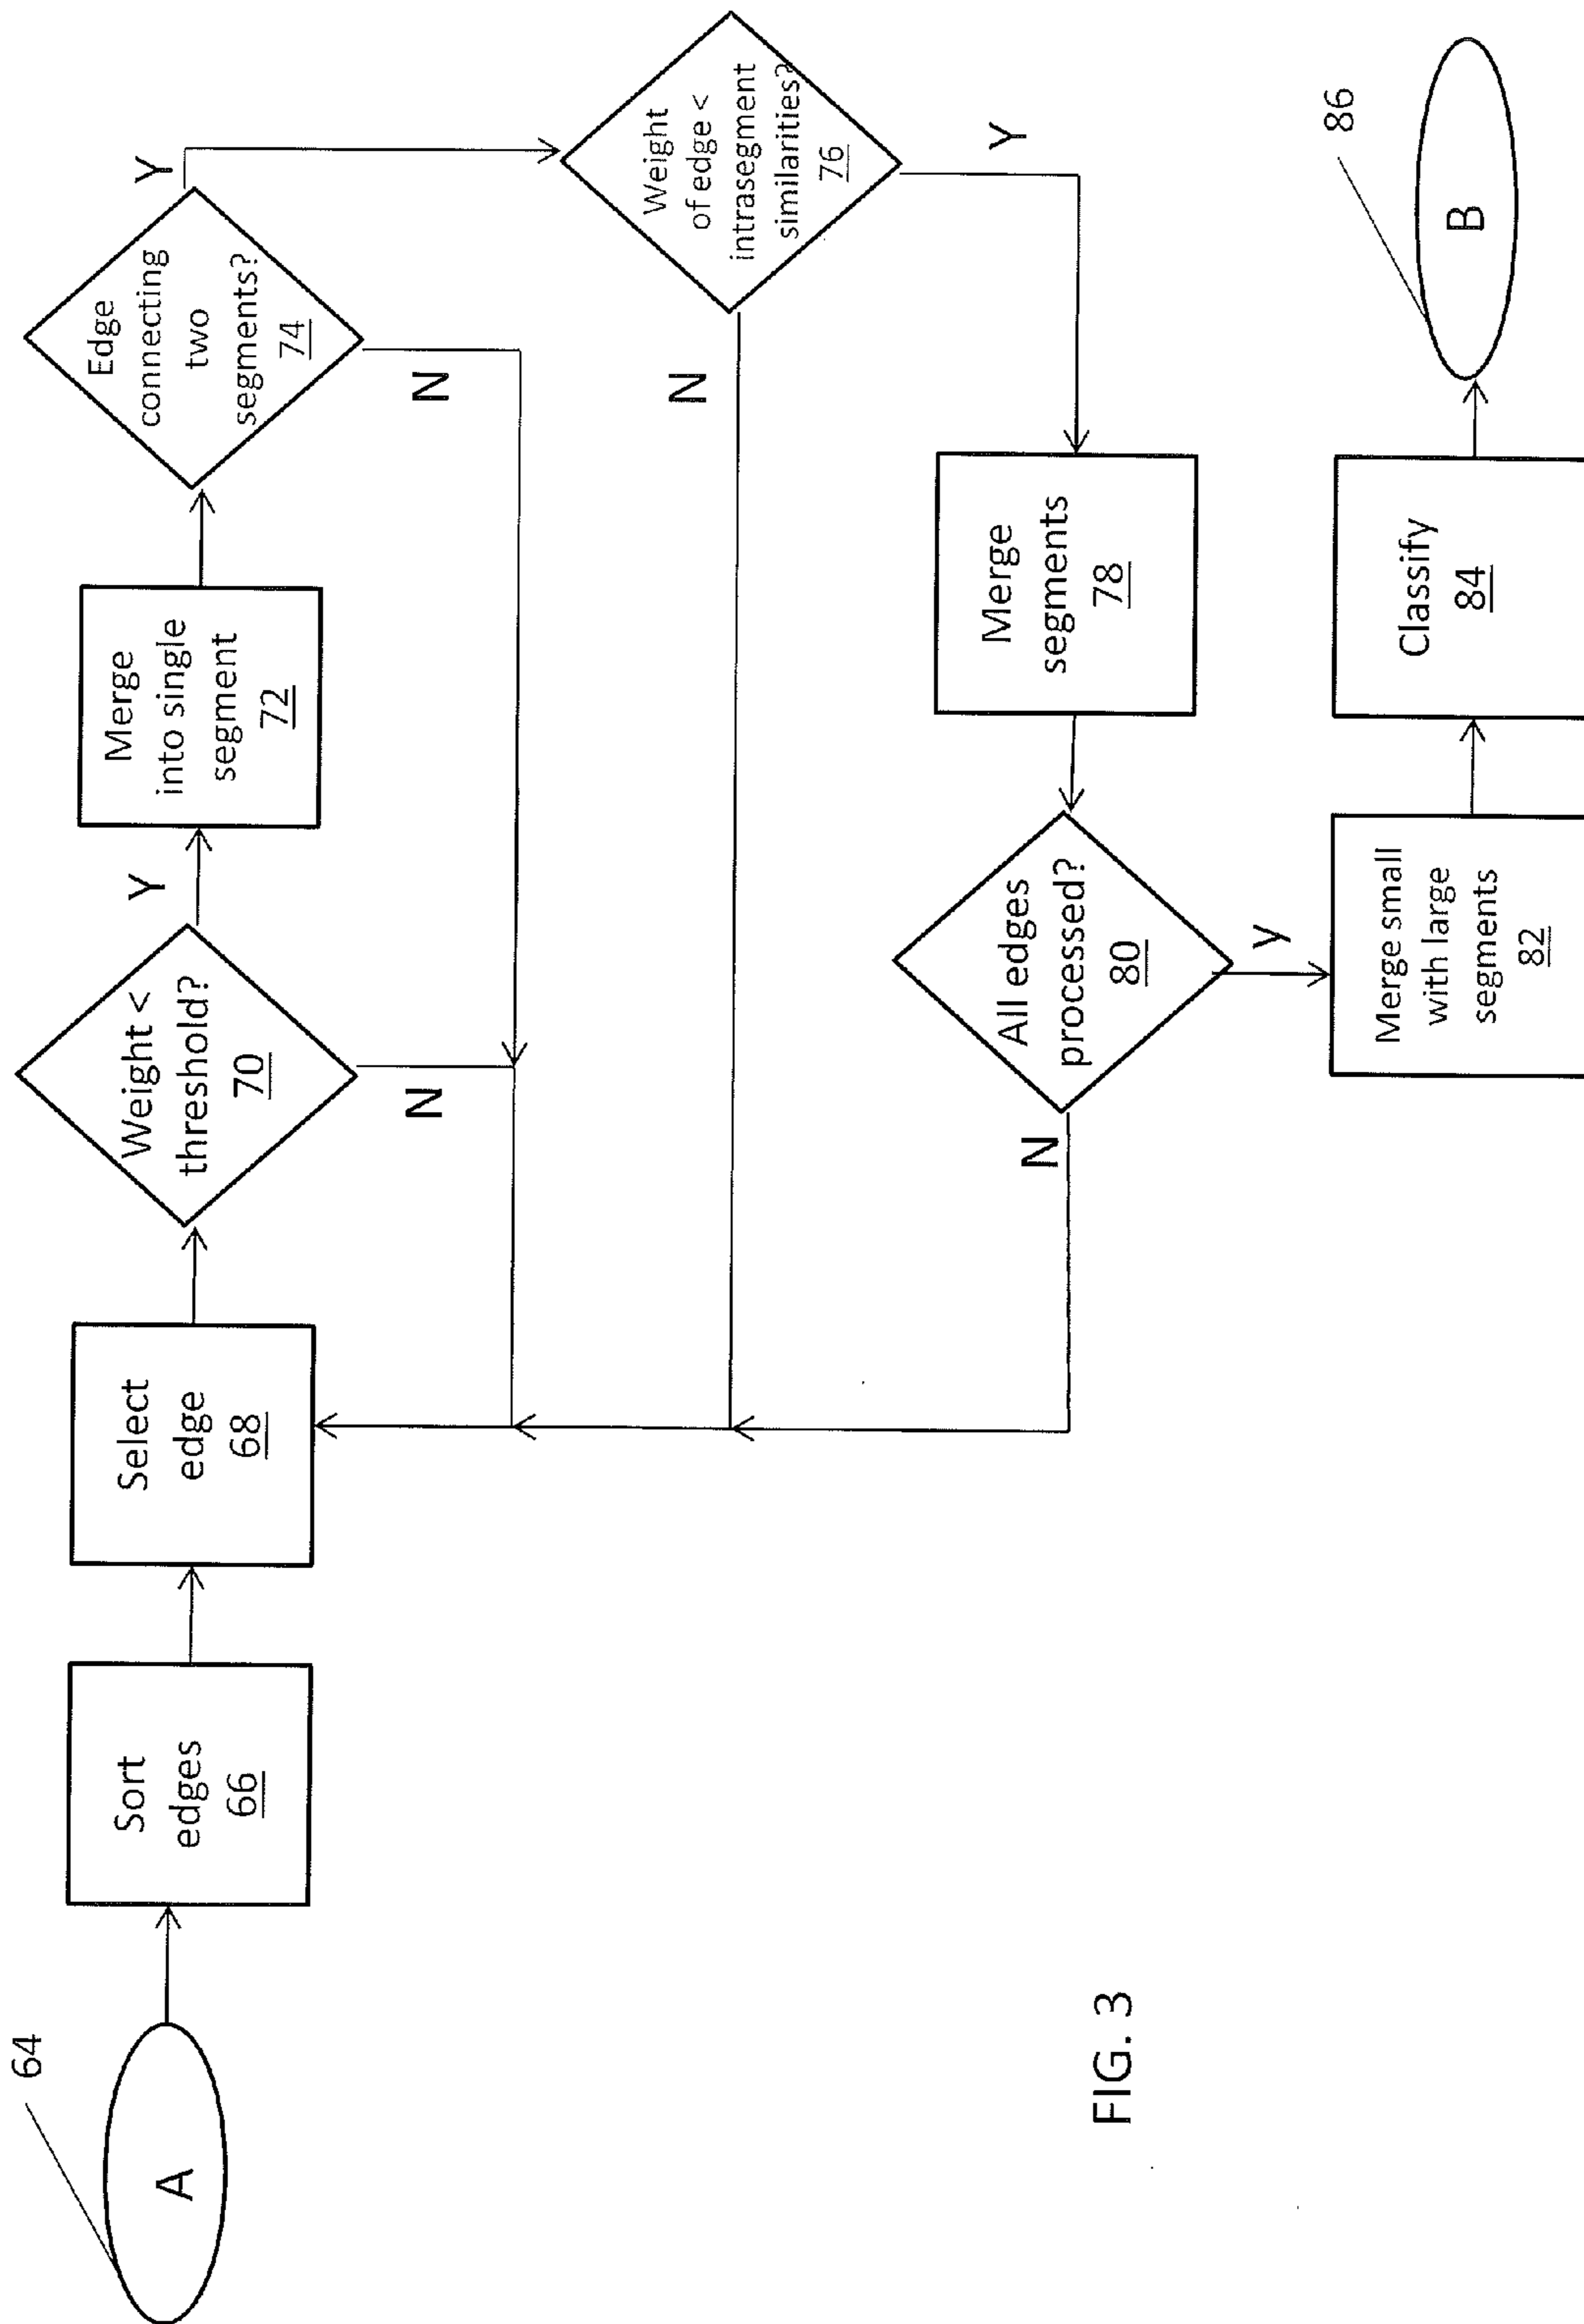 64
A
Sort
edges
66
Select
edge
68
Weight <
threshold?
70
Y
N
Merge
into single
segment
72
Edge
connecting
two
segments?
74
Y
N
Weight
of edge <
intrasegment
similarities?
76
N
Y
Merge
segments
78
All edges
processed?
80
N
Y
Merge small
with large
segments
82
Classify
84
B
86
FIG. 3